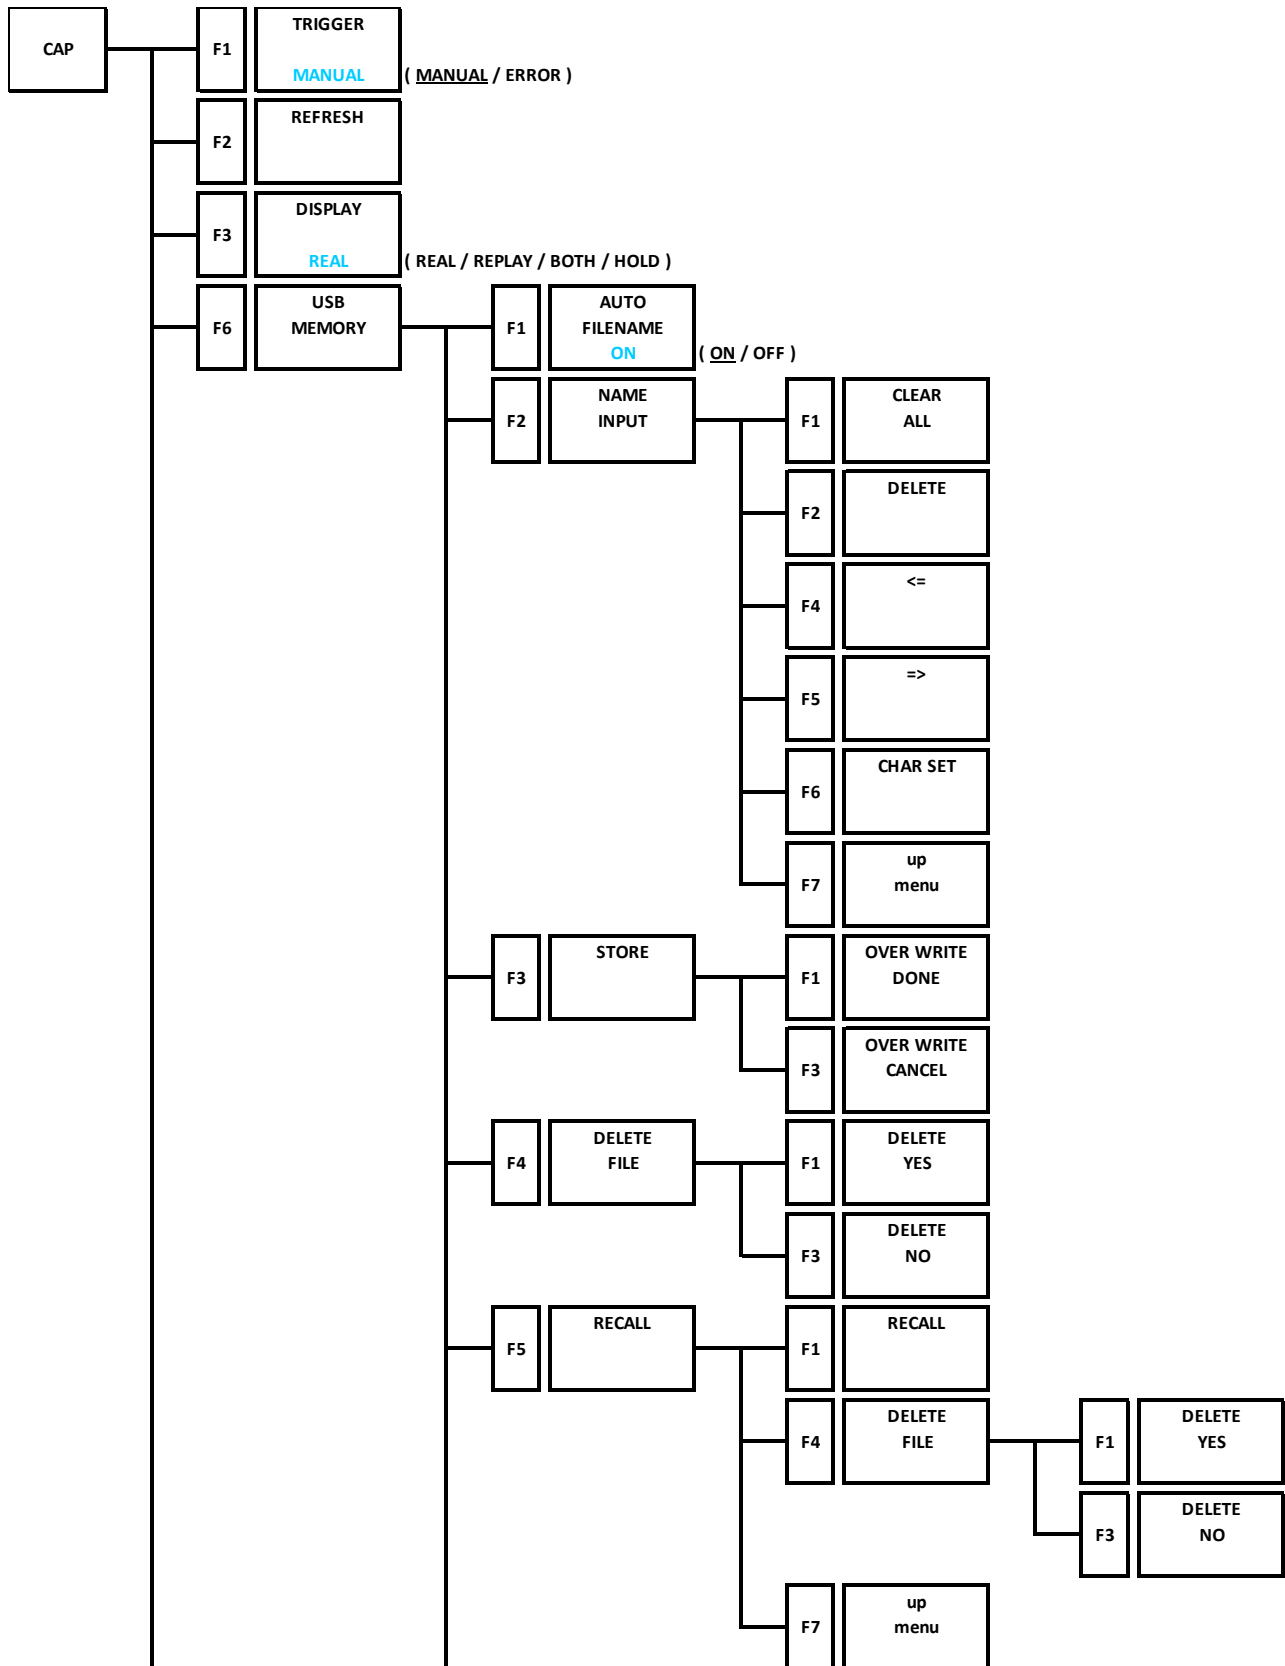 CAP
F1
TRIGGER
MANUAL
( MANUAL / ERROR )
F2
REFRESH
F3
DISPLAY
REAL
( REAL / REPLAY / BOTH / HOLD )
F6
USB
MEMORY
F1
AUTO
FILENAME
ON
( ON / OFF )
F2
NAME
INPUT
F1
CLEAR
ALL
F2
DELETE
F4
<=
F5
=>
F6
CHAR SET
F7
up
menu
F3
STORE
F1
OVER WRITE
DONE
F3
OVER WRITE
CANCEL
F4
DELETE
FILE
F1
DELETE
YES
F3
DELETE
NO
F5
RECALL
F1
RECALL
F4
DELETE
FILE
F1
DELETE
YES
F3
DELETE
NO
F7
up
menu